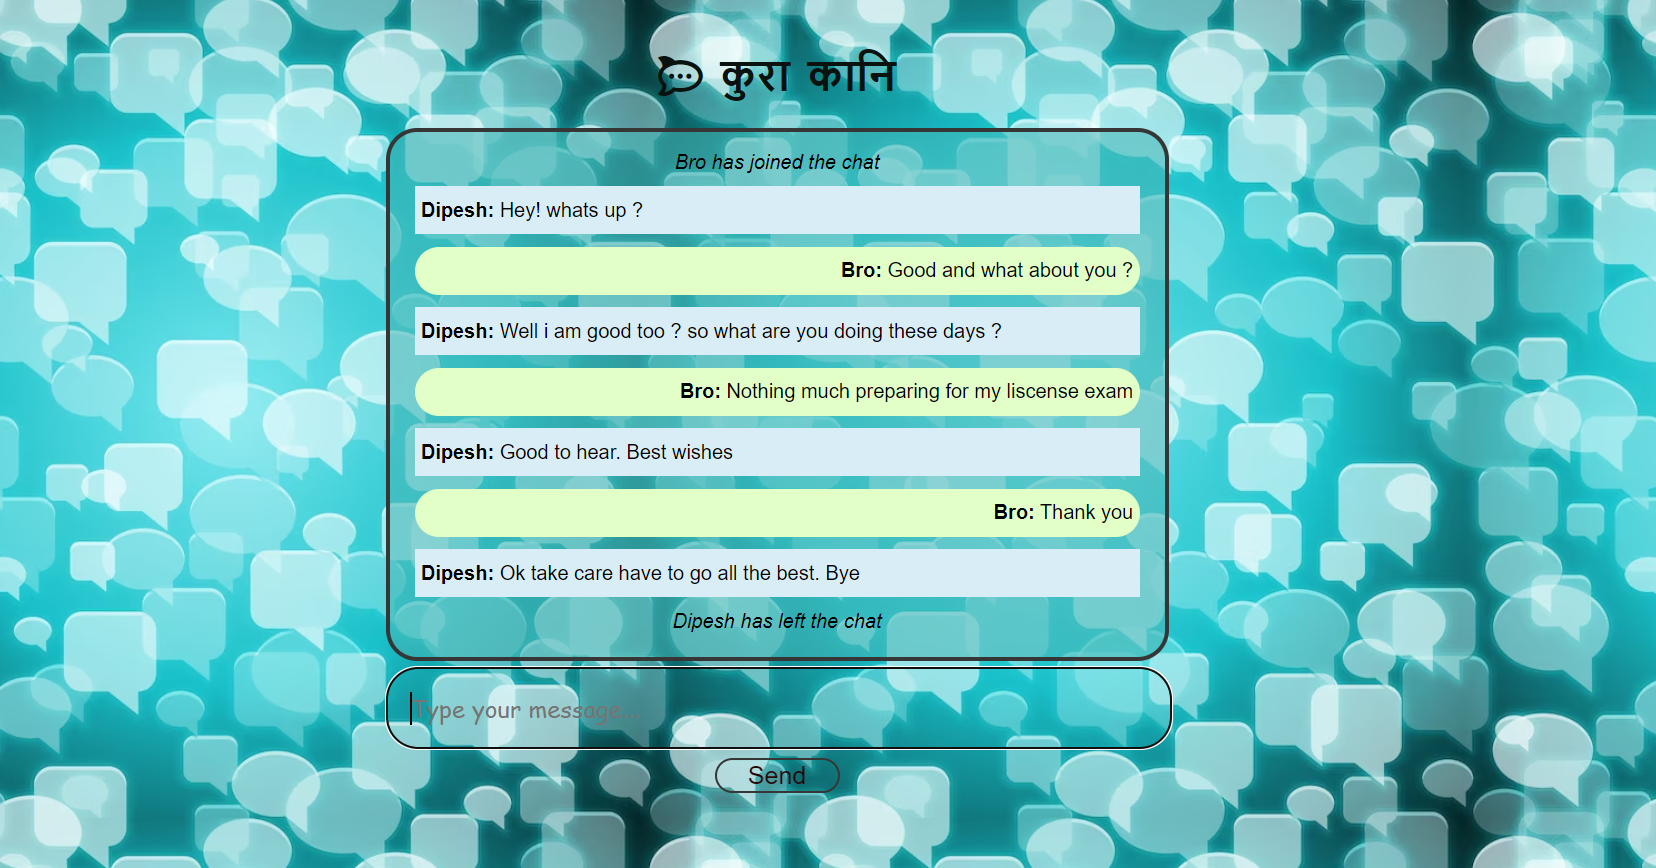 कुरा कानि
Bro has joined the chat
Dipesh: Hey! whats up ?
Bro: Good and what about you ?
Dipesh: Well i am good too ? so what are you doing these days ?
Bro: Nothing much preparing for my liscense exam
Dipesh: Good to hear. Best wishes
Bro: Thank you
Dipesh: Ok take care have to go all the best. Bye
Dipesh has left the chat
Type your message...
Send